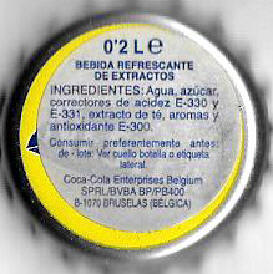 0'2 L e
BEBIDA REFRESCANTE
DE EXTRACTOS
INGREDIENTES: Agua, azúcar,
correctores de acidez E-330 y
E-331, extracto de té, aromas y
antioxidante E-300.
Consumir preferentemente antes
de - lote: Ver cuello botella o etiqueta
lateral.
Coca-Cola Enterprises Belgium
SPRL/BVBA BP/PB400
B-1070 BRUSELAS (BÉLGICA)